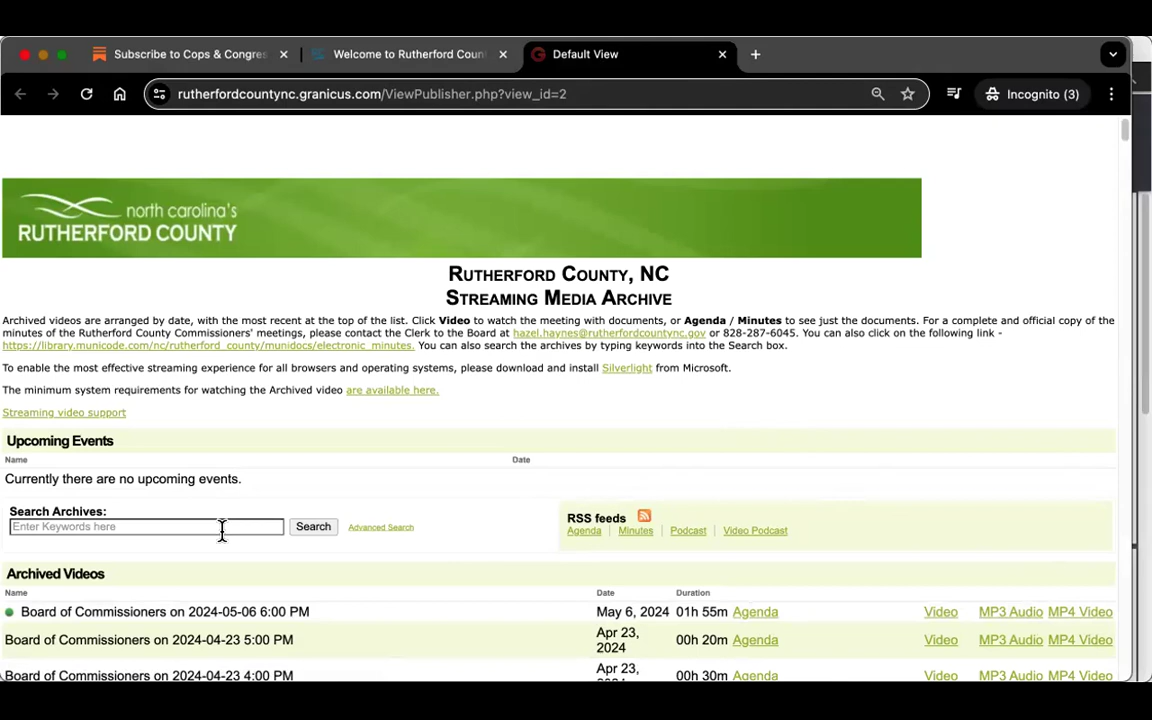 Subscribe to Cops & Congres
Welcome to Rutherford Coun
Default View
rutherfordcountync.granicus.com/ViewPublisher.php?view_id=2
Incognito (3)
north carolina's
RUTHERFORD COUNTY
RUTHERFORD COUNTY, NC
STREAMING MEDIA ARCHIVE
Archived videos are arranged by date, with the most recent at the top of the list. Click Video to watch the meeting with documents, or Agenda / Minutes to see just the documents. For a complete and official copy of the
minutes of the Rutherford County Commissioners' meetings, please contact the Clerk to the Board at hazel.haynes@rutherfordcountync.gov or 828-287-6045. You can also click on the following link -
https://library.municode.com/nc/rutherford_county/munidocs/electronic_minutes. You can also search the archives by typing keywords into the Search box.
To enable the most effective streaming experience for all browsers and operating systems, please download and install Silverlight from Microsoft.
The minimum system requirements for watching the Archived video are available here.
Streaming video support
Upcoming Events
Name Date
Currently there are no upcoming events.
Search Archives:
Enter Keywords here Search Advanced Search
RSS feeds
Agenda | Minutes | Podcast | Video Podcast
Archived Videos
Name Date Duration
Board of Commissioners on 2024-05-06 6:00 PM May 6, 2024 01h 55m Agenda Video MP3 Audio MP4 Video
Board of Commissioners on 2024-04-23 5:00 PM Apr 23, 2024 00h 20m Agenda Video MP3 Audio MP4 Video
Board of Commissioners on 2024-04-23 4:00 PM Apr 23, 00h 30m Agenda Video MP3 Audio MP4 Video